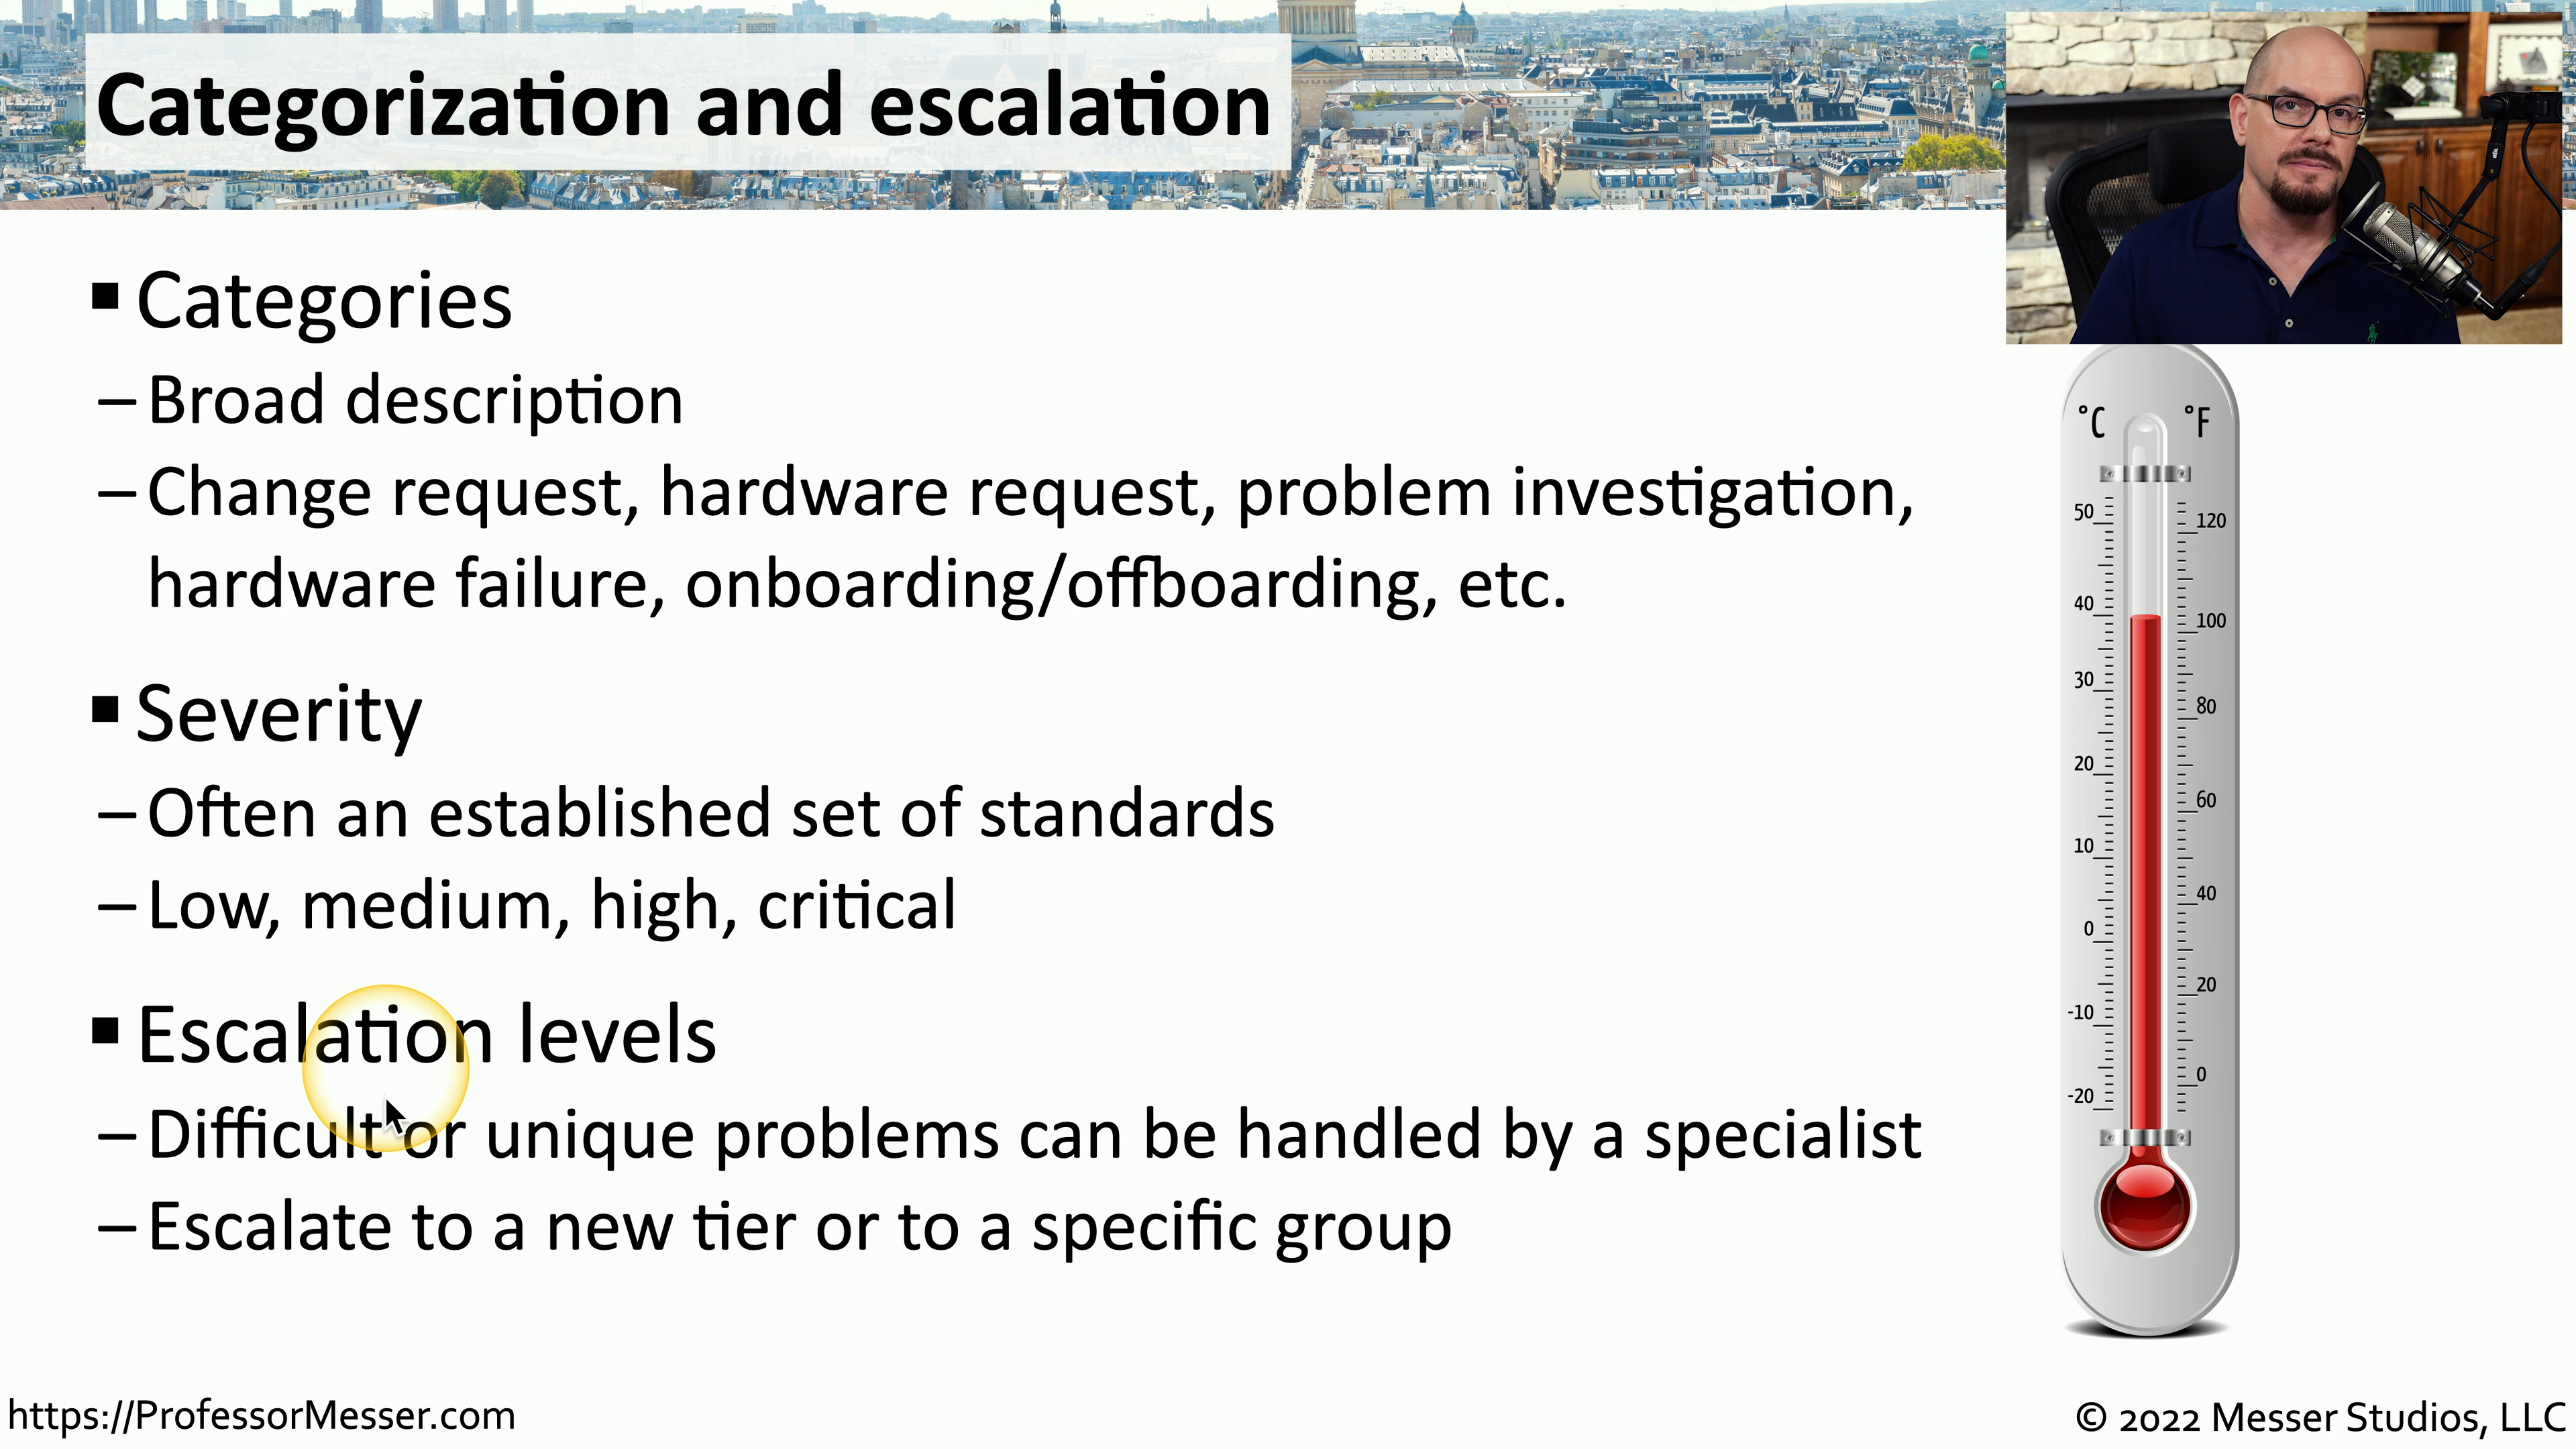 Categorization and escalation
▪ Categories
– Broad description
– Change request, hardware request, problem investigation,
hardware failure, onboarding/offboarding, etc.
▪ Severity
– Often an established set of standards
– Low, medium, high, critical
▪ Escalation levels
– Difficult or unique problems can be handled by a specialist
– Escalate to a new tier or to a specific group
°C °F
50 120
40 100
30 80
20 60
10 40
0 20
-10 0
-20
https://ProfessorMesser.com
© 2022 Messer Studios, LLC